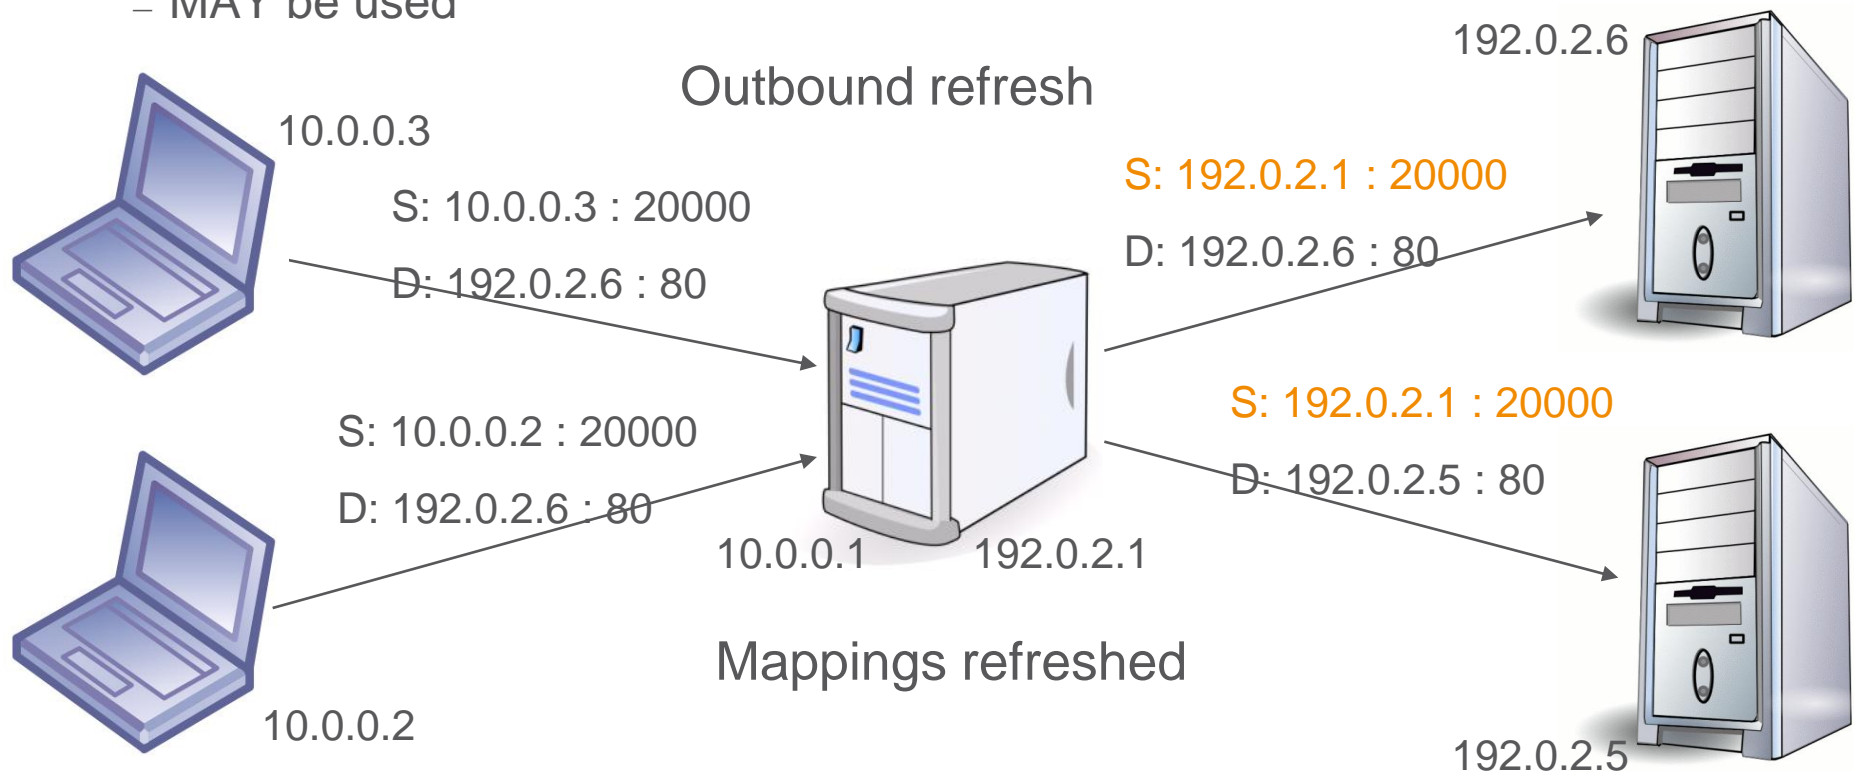 – MAY be used
192.0.2.6
Outbound refresh
10.0.0.3
S: 192.0.2.1 : 20000
S: 10.0.0.3 : 20000
D: 192.0.2.6 : 80
D: 192.0.2.6 : 80
S: 192.0.2.1 : 20000
S: 10.0.0.2 : 20000
D: 192.0.2.5 : 80
D: 192.0.2.6 : 80
10.0.0.1
192.0.2.1
Mappings refreshed
10.0.0.2
192.0.2.5